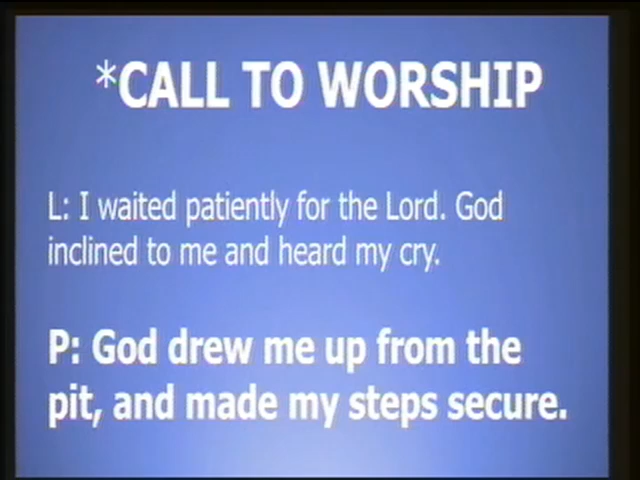 *CALL TO WORSHIP
L: I waited patiently for the Lord. God
inclined to me and heard my cry.
P: God drew me up from the
pit, and made my steps secure.